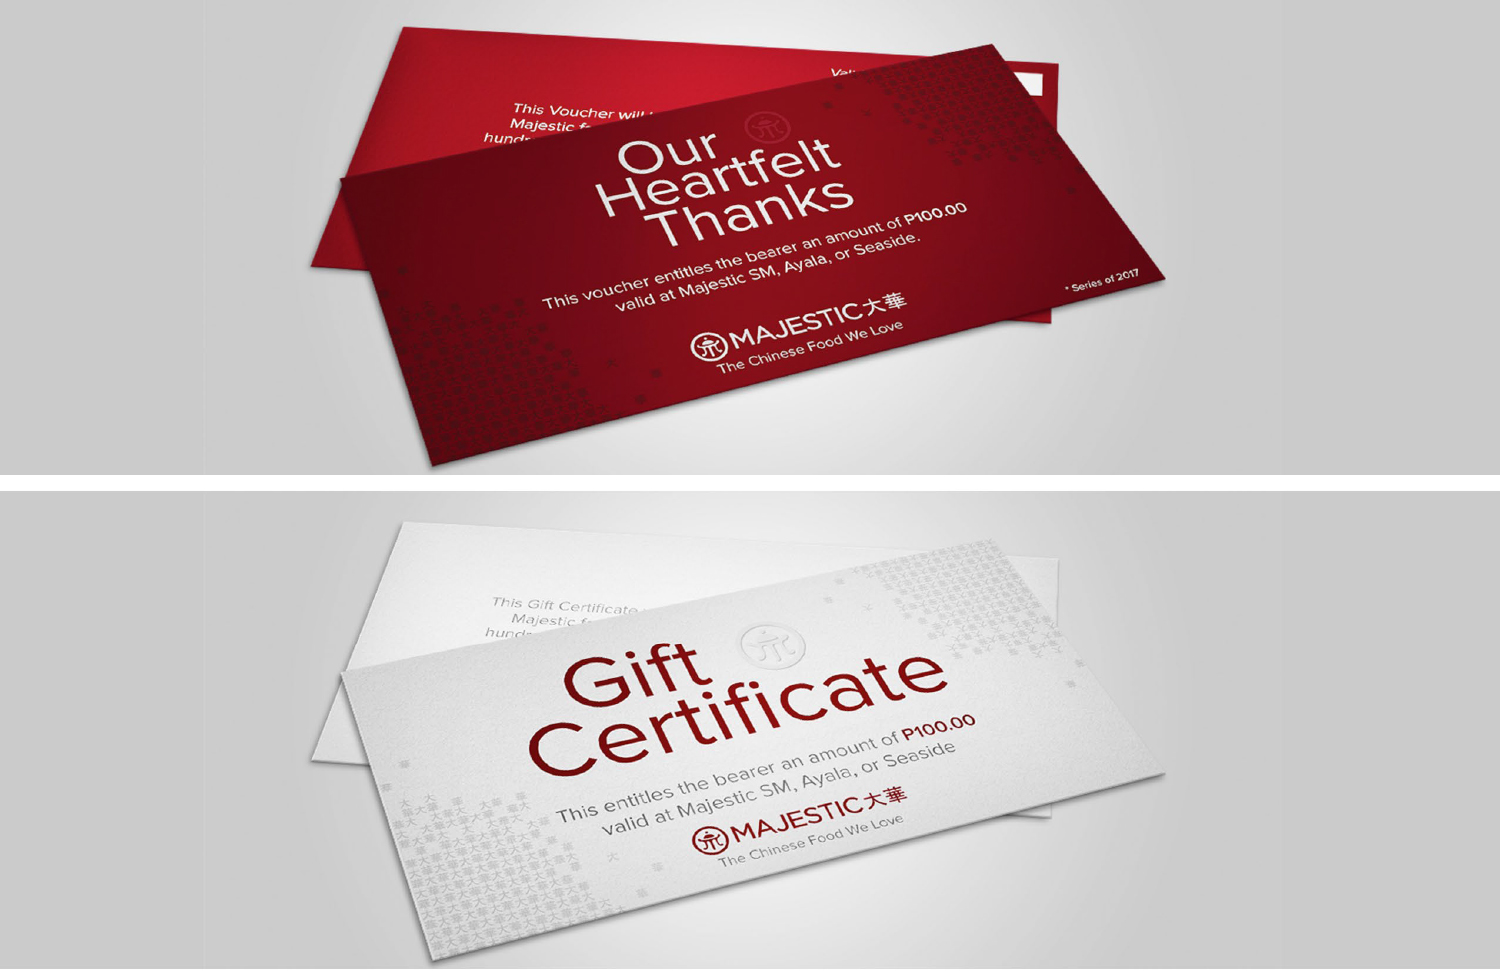 Val
This Voucher will
Majestic f
hundr
Our
Heartfelt
Thanks
This voucher entitles the bearer an amount of P100.00
valid at Majestic SM, Ayala, or Seaside.
MAJESTIC大華
The Chinese Food We Love
* Series of 2017
This Gift Certificate
Majestic f
hundr
Gift
Certificate
This entitles the bearer an amount of P100.00
valid at Majestic SM, Ayala, or Seaside
MAJESTIC大華
The Chinese Food We Love